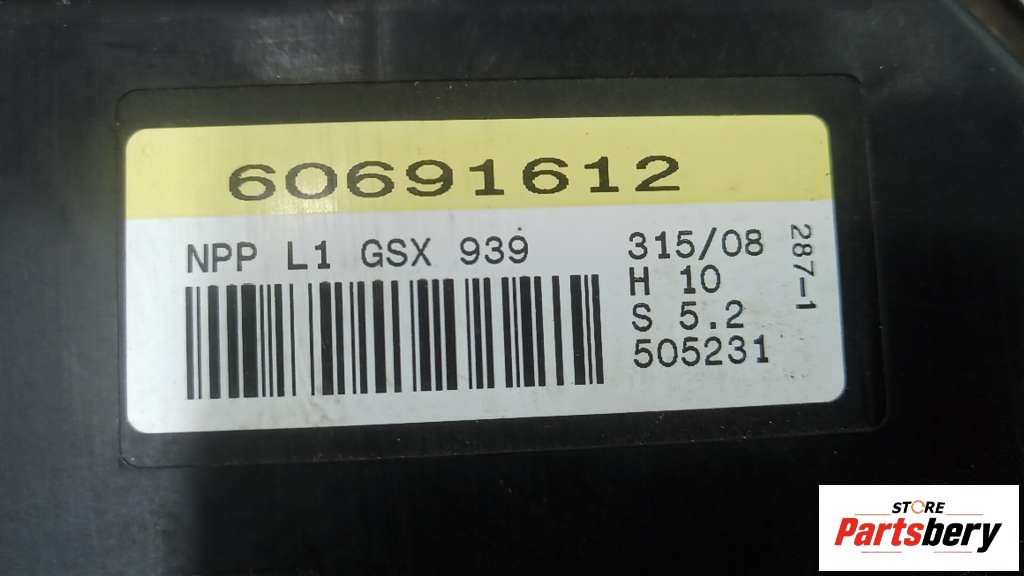 60691612
NPP L1 GSX 939
315/08
H 10
S 5.2
505231
287-1
STORE
Partsbery